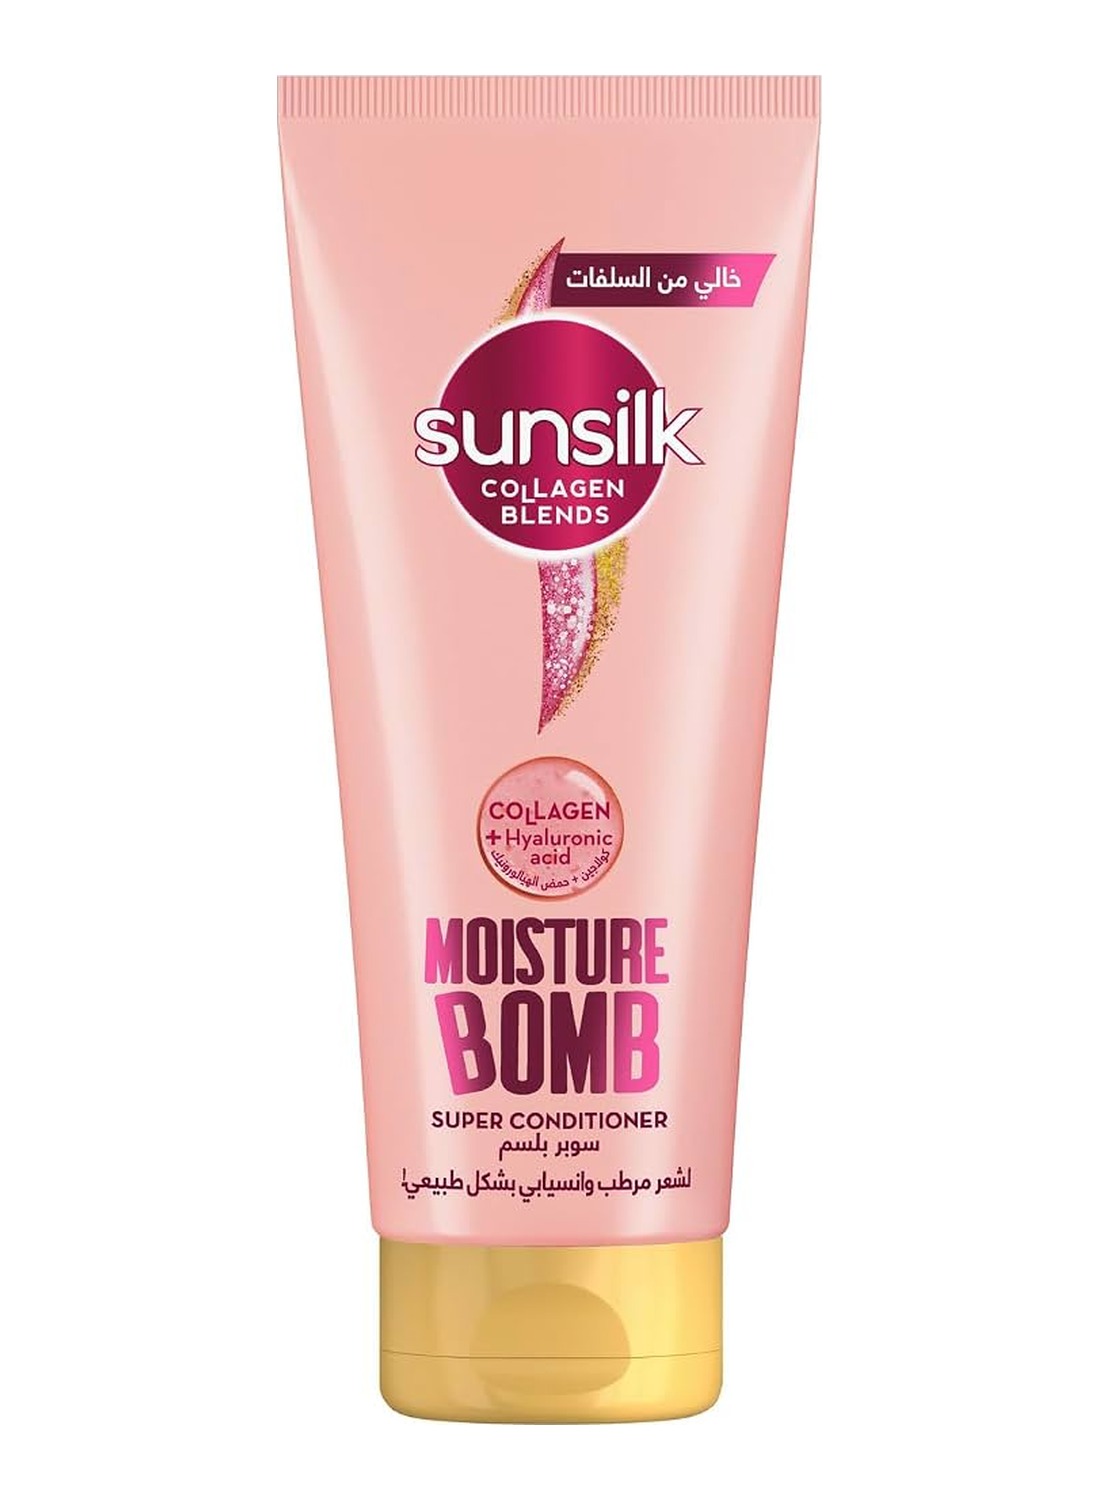 خالي من السلفات
sunsilk
COLLAGEN
BLENDS
COLLAGEN
+ Hyaluronic
acid
كولاجين + حمض الهيالورونيك
MOISTURE
BOMB
SUPER CONDITIONER
سوبر بلسم
لشعر مرطب وانسيابي بشكل طبيعي!